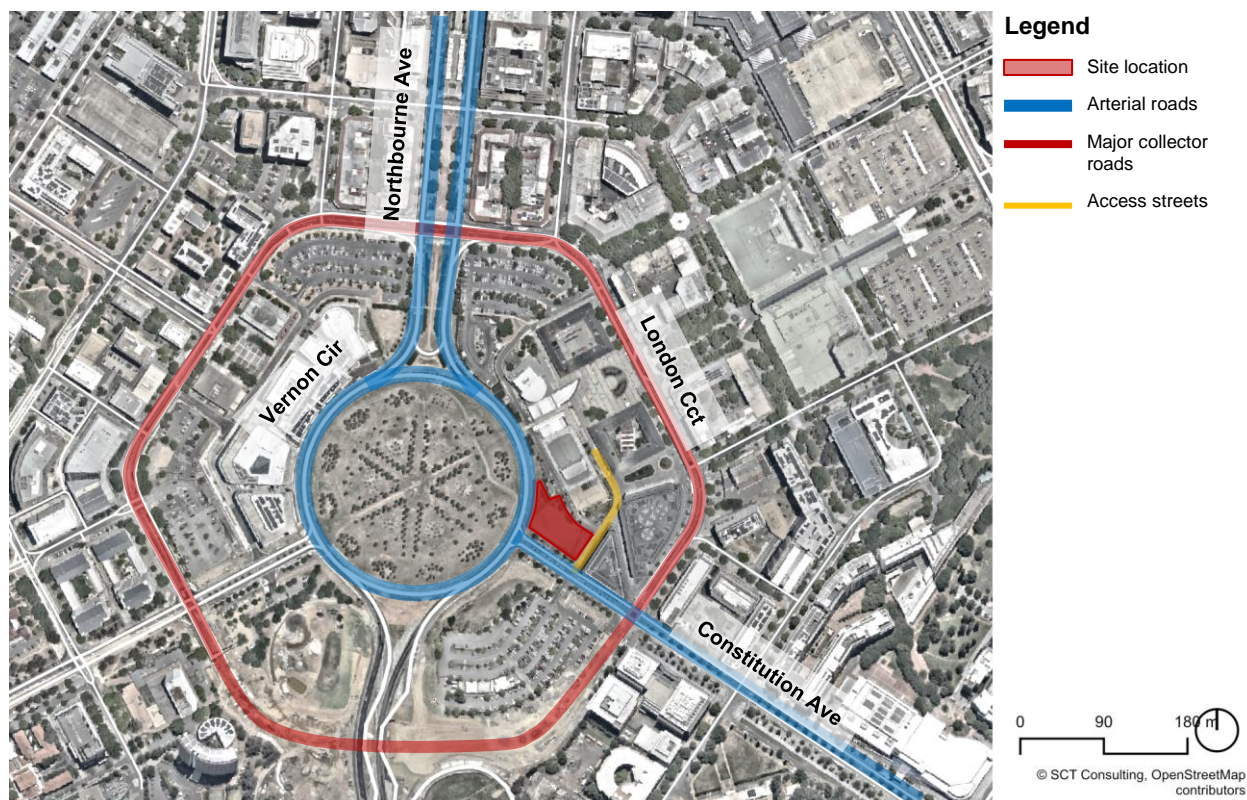 Legend
Site location
Arterial roads
Major collector
roads
Access streets
Northbourne Ave
London Cct
Vernon Cir
Constitution Ave
0 90 180 m
© SCT Consulting, OpenStreetMap
contributors